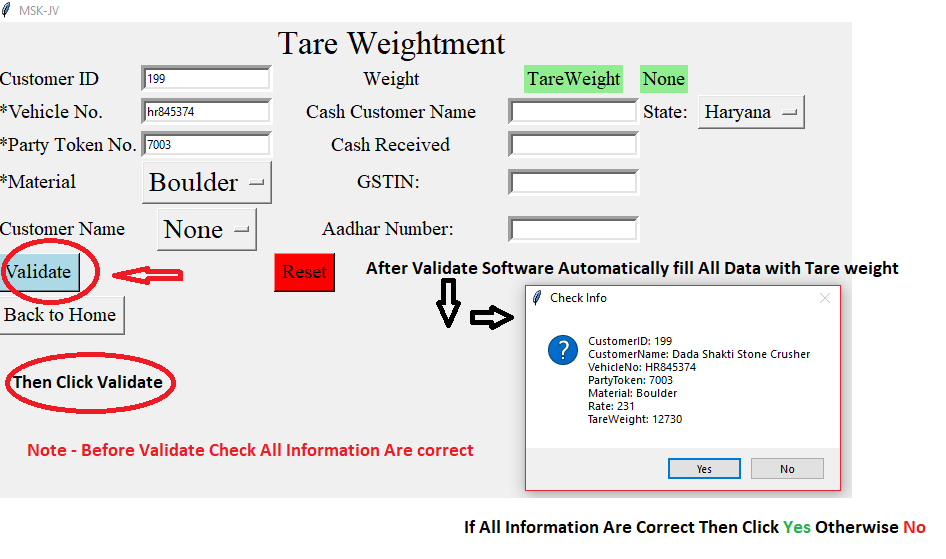 MSK-JV
Tare Weightment
Customer ID 199 Weight TareWeight None
*Vehicle No. hr845374 Cash Customer Name State: Haryana
*Party Token No. 7003 Cash Received
*Material Boulder GSTIN:
Customer Name None Aadhar Number:
Validate Reset After Validate Software Automatically fill All Data with Tare weight
Back to Home
Check Info
CustomerID: 199
CustomerName: Dada Shakti Stone Crusher
VehicleNo: HR845374
PartyToken: 7003
Material: Boulder
Rate: 231
TareWeight: 12730
Yes No
Then Click Validate
Note - Before Validate Check All Information Are correct
If All Information Are Correct Then Click Yes Otherwise No